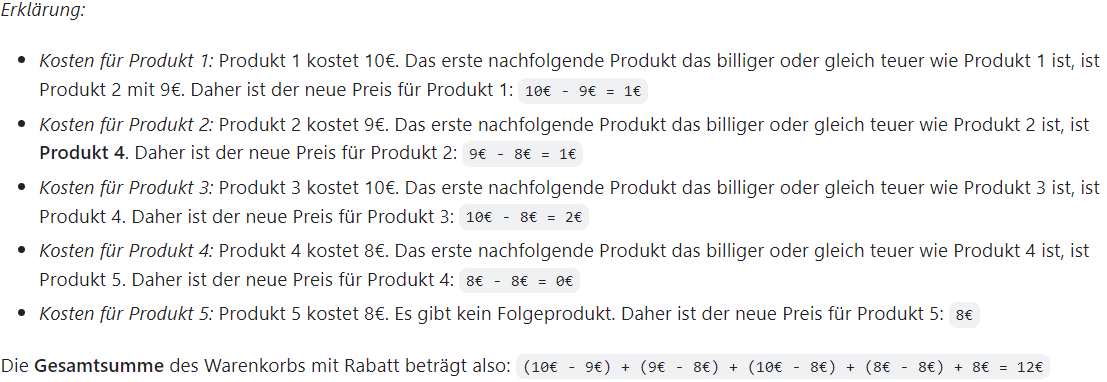 Erklärung:
• Kosten für Produkt 1: Produkt 1 kostet 10€. Das erste nachfolgende Produkt das billiger oder gleich teuer wie Produkt 1 ist, ist
Produkt 2 mit 9€. Daher ist der neue Preis für Produkt 1: 10€ - 9€ = 1€
• Kosten für Produkt 2: Produkt 2 kostet 9€. Das erste nachfolgende Produkt das billiger oder gleich teuer wie Produkt 2 ist, ist
Produkt 4. Daher ist der neue Preis für Produkt 2: 9€ - 8€ = 1€
• Kosten für Produkt 3: Produkt 3 kostet 10€. Das erste nachfolgende Produkt das billiger oder gleich teuer wie Produkt 3 ist, ist
Produkt 4. Daher ist der neue Preis für Produkt 3: 10€ - 8€ = 2€
• Kosten für Produkt 4: Produkt 4 kostet 8€. Das erste nachfolgende Produkt das billiger oder gleich teuer wie Produkt 4 ist, ist
Produkt 5. Daher ist der neue Preis für Produkt 4: 8€ - 8€ = 0€
• Kosten für Produkt 5: Produkt 5 kostet 8€. Es gibt kein Folgeprodukt. Daher ist der neue Preis für Produkt 5: 8€
Die Gesamtsumme des Warenkorbs mit Rabatt beträgt also: (10€ - 9€) + (9€ - 8€) + (10€ - 8€) + (8€ - 8€) + 8€ = 12€